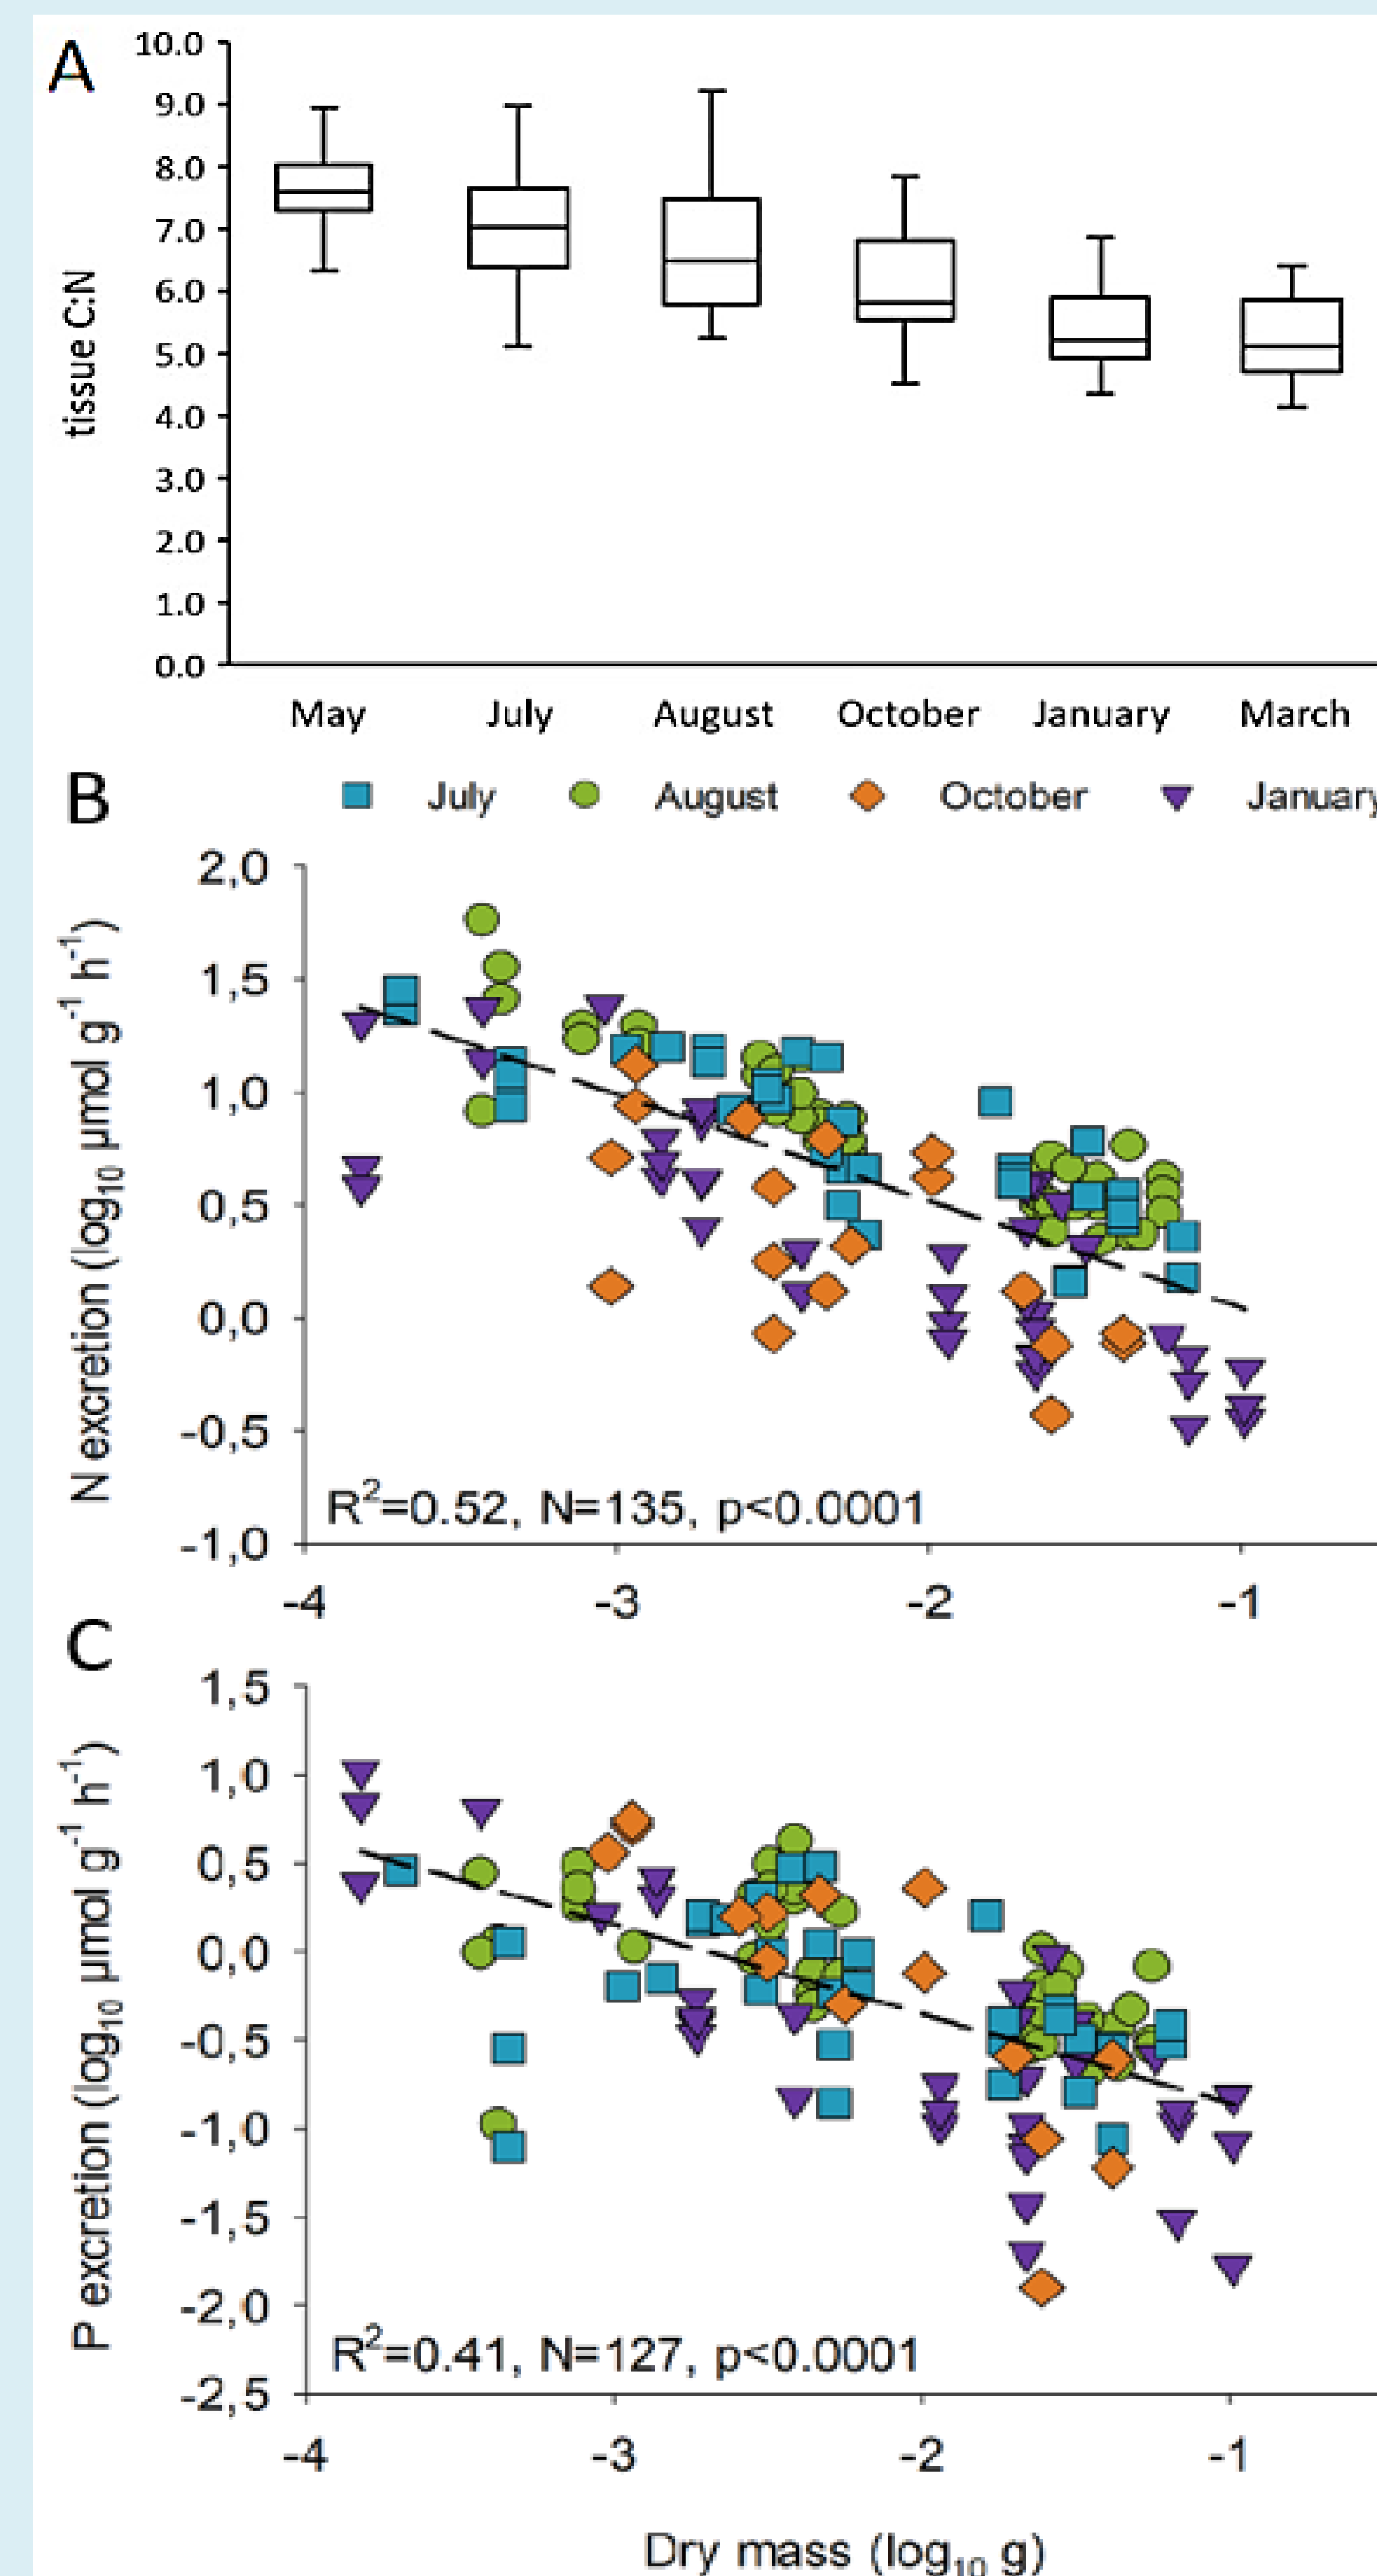 A
10.0
9.0
8.0
7.0
6.0
5.0
4.0
3.0
2.0
1.0
0.0
tissue C:N
May July August October January March
B
July August October January
2,0
1,5
1,0
0,5
0,0
-0,5
-1,0
N excretion (log10 µmol g-1 h-1)
R2=0.52, N=135, p<0.0001
-4 -3 -2 -1
C
1,5
1,0
0,5
0,0
-0,5
-1,0
-1,5
-2,0
-2,5
P excretion (log10 µmol g-1 h-1)
R2=0.41, N=127, p<0.0001
-4 -3 -2 -1
Dry mass (log10 g)